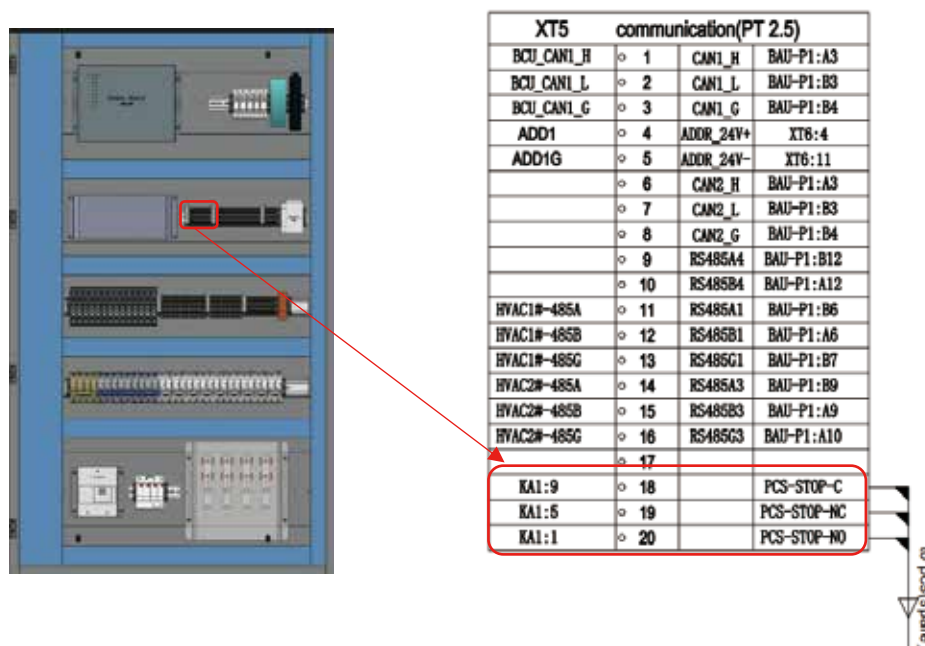 XT5 communication(PT 2.5)
BCU_CAN1_H 1 CAN1_H BAU-P1:A3
BCU_CAN1_L 2 CAN1_L BAU-P1:B3
BCU_CAN1_G 3 CAN1_G BAU-P1:B4
ADD1 4 ADDR_24V+ XT6:4
ADD1G 5 ADDR_24V- XT6:11
6 CAN2_H BAU-P1:A3
7 CAN2_L BAU-P1:B3
8 CAN2_G BAU-P1:B4
9 RS485A4 BAU-P1:B12
10 RS485B4 BAU-P1:A12
HVAC1#-485A 11 RS485A1 BAU-P1:B6
HVAC1#-485B 12 RS485B1 BAU-P1:A6
HVAC1#-485G 13 RS485G1 BAU-P1:B7
HVAC2#-485A 14 RS485A3 BAU-P1:B9
HVAC2#-485B 15 RS485B3 BAU-P1:A9
HVAC2#-485G 16 RS485G3 BAU-P1:A10
17
KA1:9 18 PCS-STOP-C
KA1:5 19 PCS-STOP-NC
KA1:1 20 PCS-STOP-NO